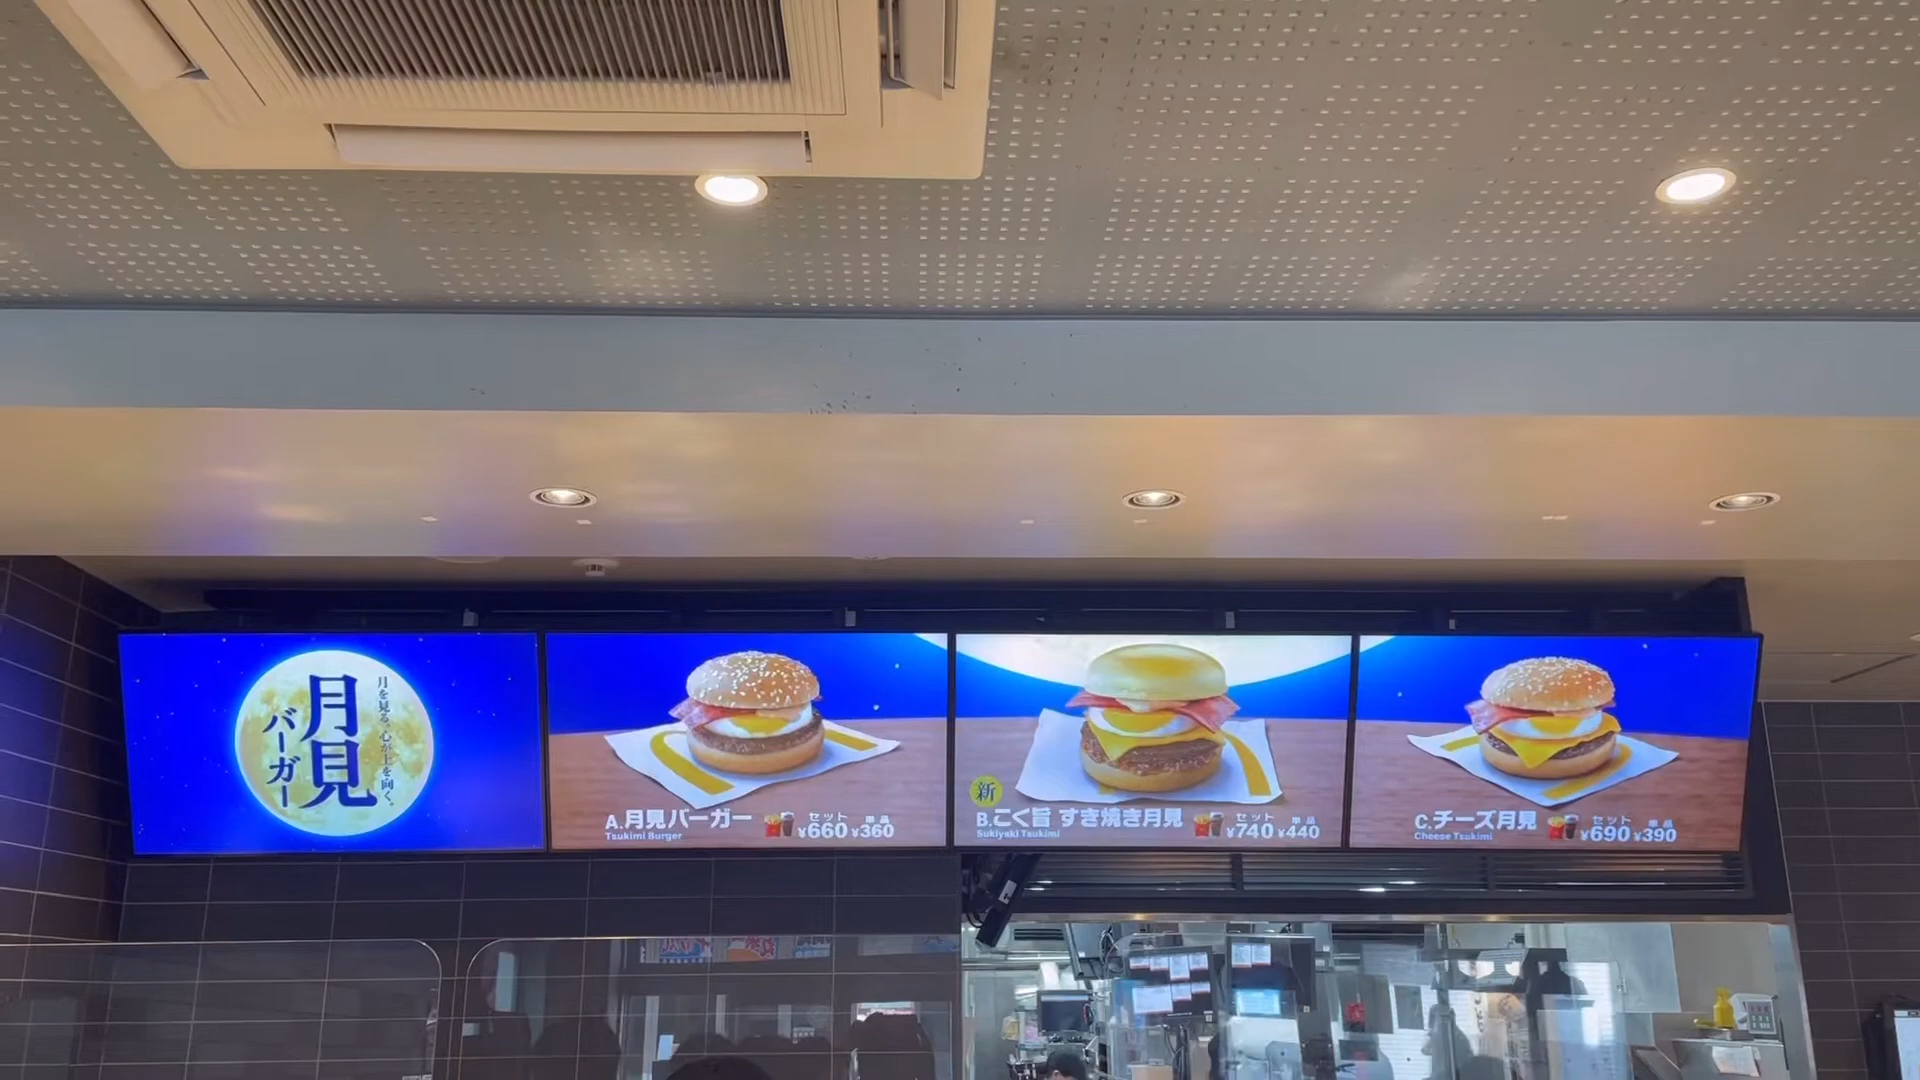 月を見る。心が上を向く。
月見
バーガー
A.月見バーガー
Tsukimi Burger
セット
¥660
単品
¥360
新
B.こく旨 すき焼き月見
Sukiyaki Tsukimi
セット
¥740
単品
¥440
C.チーズ月見
Cheese Tsukimi
セット
¥690
単品
¥390